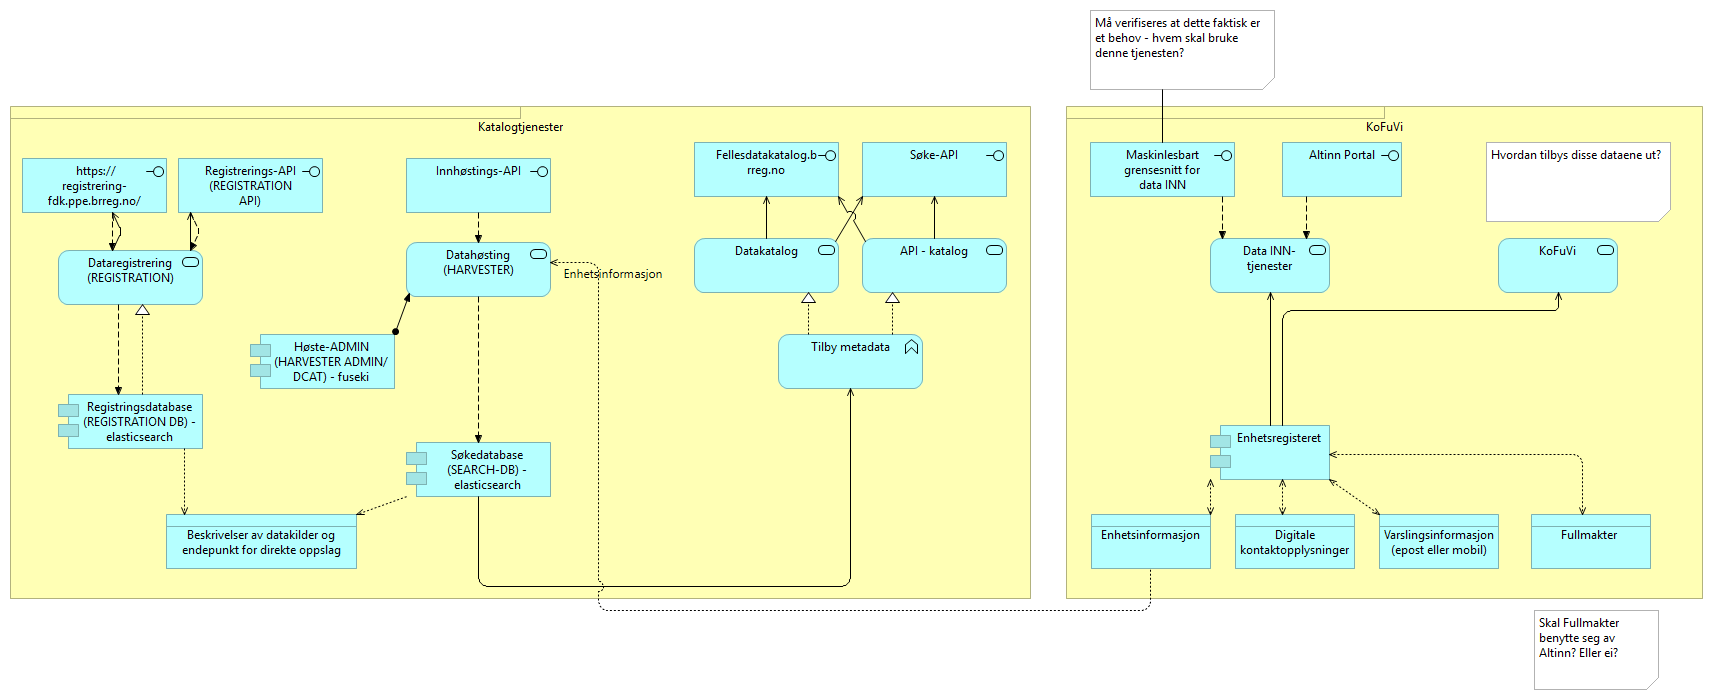 Må verifiseres at dette faktisk er
et behov - hvem skal bruke
denne tjenesten?
Katalogtjenester
https://
registrering-
fdk.ppe.brreg.no/
Registrerings-API
(REGISTRATION
API)
Innhøstings-API
Fellesdatakatalog.b
rreg.no
Søke-API
Dataregistrering
(REGISTRATION)
Datahøsting
(HARVESTER)
Enhetsinformasjon
Datakatalog
API - katalog
Høste-ADMIN
(HARVESTER ADMIN/
DCAT) - fuseki
Tilby metadata
Registringsdatabase
(REGISTRATION DB) -
elasticsearch
Søkedatabase
(SEARCH-DB) -
elasticsearch
Beskrivelser av datakilder og
endepunkt for direkte oppslag
KoFuVi
Maskinlesbart
grensesnitt for
data INN
Altinn Portal
Hvordan tilbys disse dataene ut?
Data INN-
tjenester
KoFuVi
Enhetsregisteret
Enhetsinformasjon
Digitale
kontaktopplysninger
Varslingsinformasjon
(epost eller mobil)
Fullmakter
Skal Fullmakter
benytte seg av
Altinn? Eller ei?